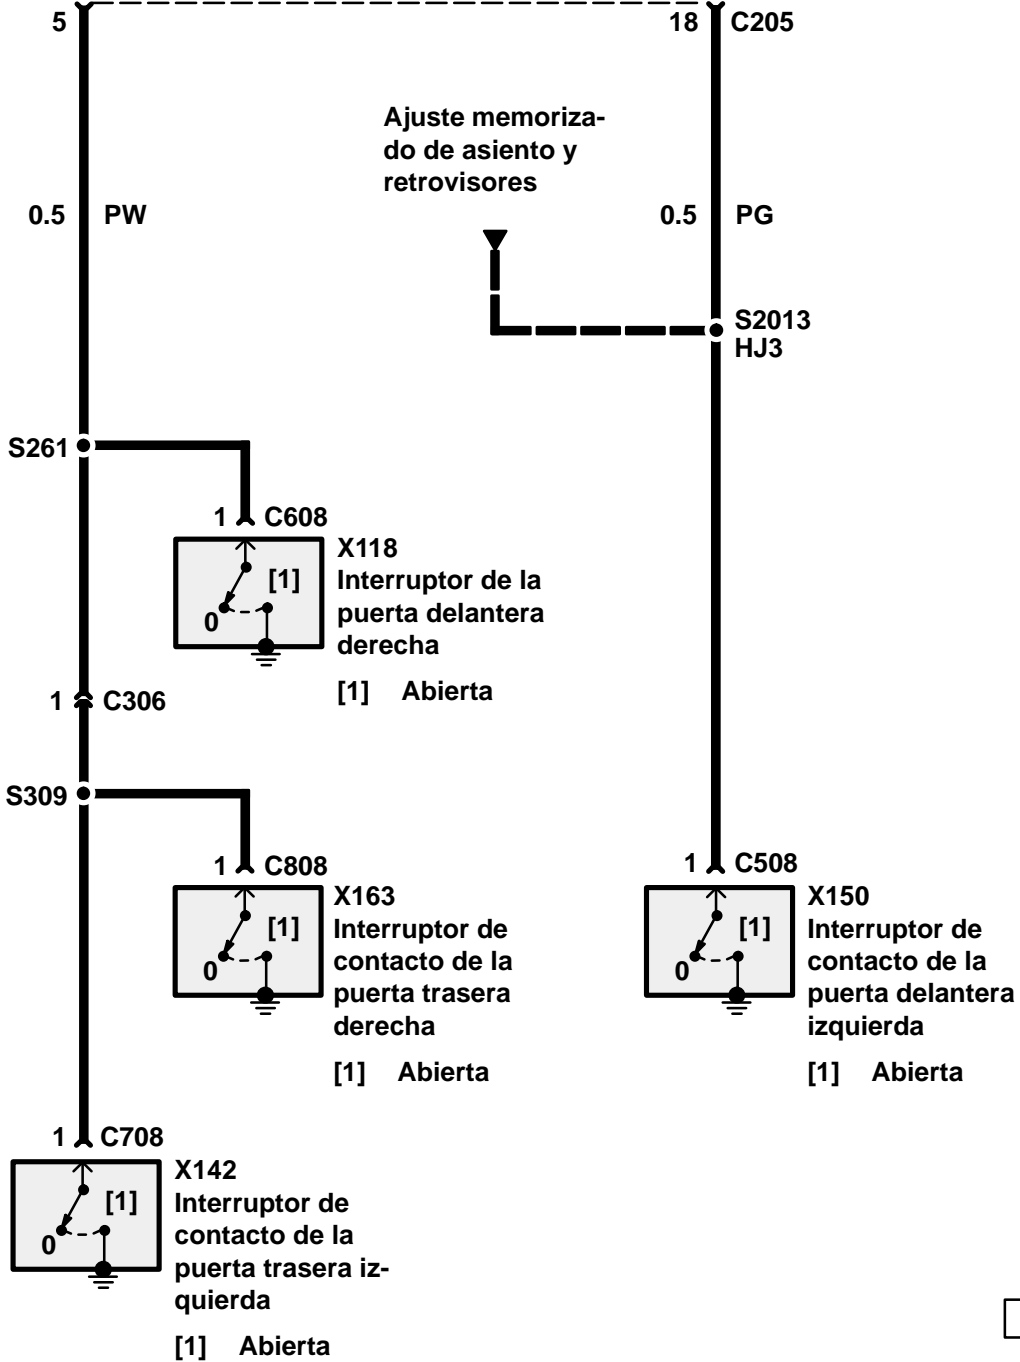 5
18 C205
Ajuste memoriza-
do de asiento y
retrovisores
0.5 PW
0.5 PG
S2013
HJ3
S261
1 C608
X118
Interruptor de la
puerta delantera
derecha
[1] Abierta
[1]
0
1 C306
S309
1 C808
X163
Interruptor de
contacto de la
puerta trasera
derecha
[1] Abierta
[1]
0
1 C508
X150
Interruptor de
contacto de la
puerta delantera
izquierda
[1] Abierta
[1]
0
1 C708
X142
Interruptor de
contacto de la
puerta trasera iz-
quierda
[1] Abierta
[1]
0